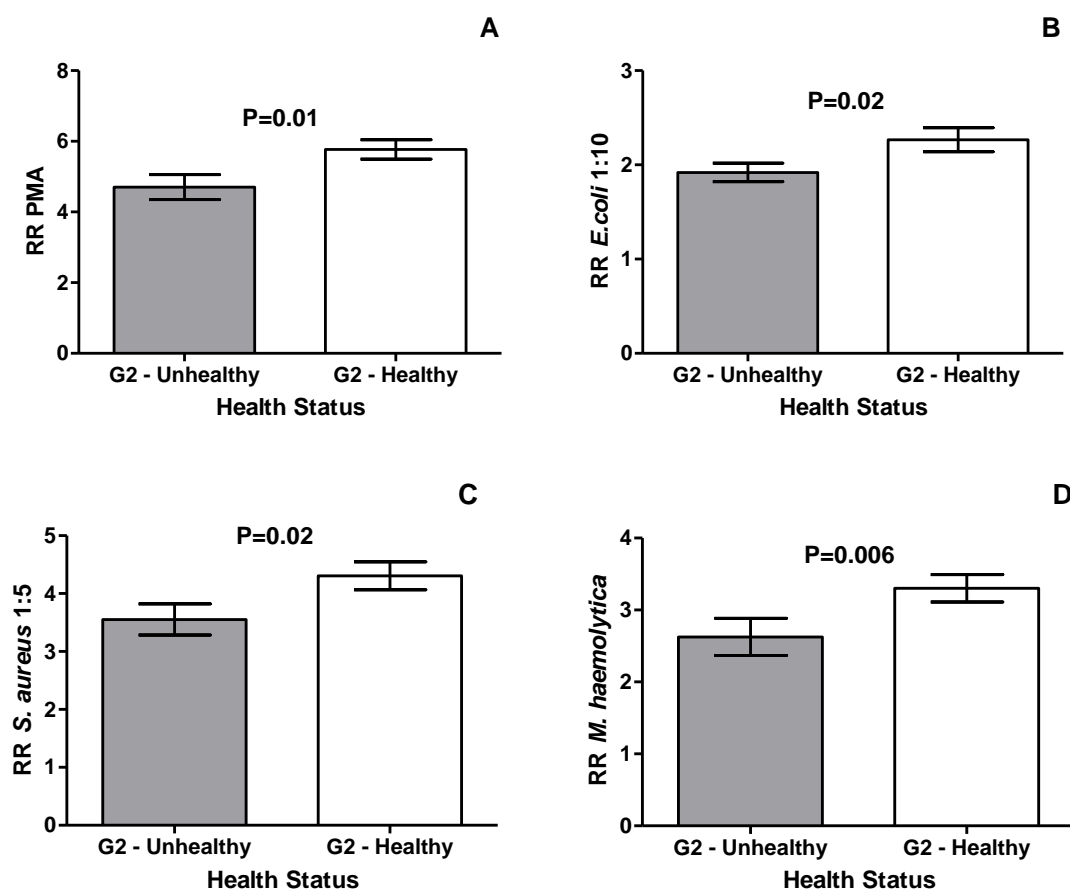 A
RR PMA
8
6
4
2
0
P=0.01
G2 - Unhealthy
G2 - Healthy
Health Status
B
RR E.coli 1:10
3
2
1
0
P=0.02
G2 - Unhealthy
G2 - Healthy
Health Status
C
RR S. aureus 1:5
5
4
3
2
1
0
P=0.02
G2 - Unhealthy
G2 - Healthy
Health Status
D
RR M. haemolytica
4
3
2
1
0
P=0.006
G2 - Unhealthy
G2 - Healthy
Health Status